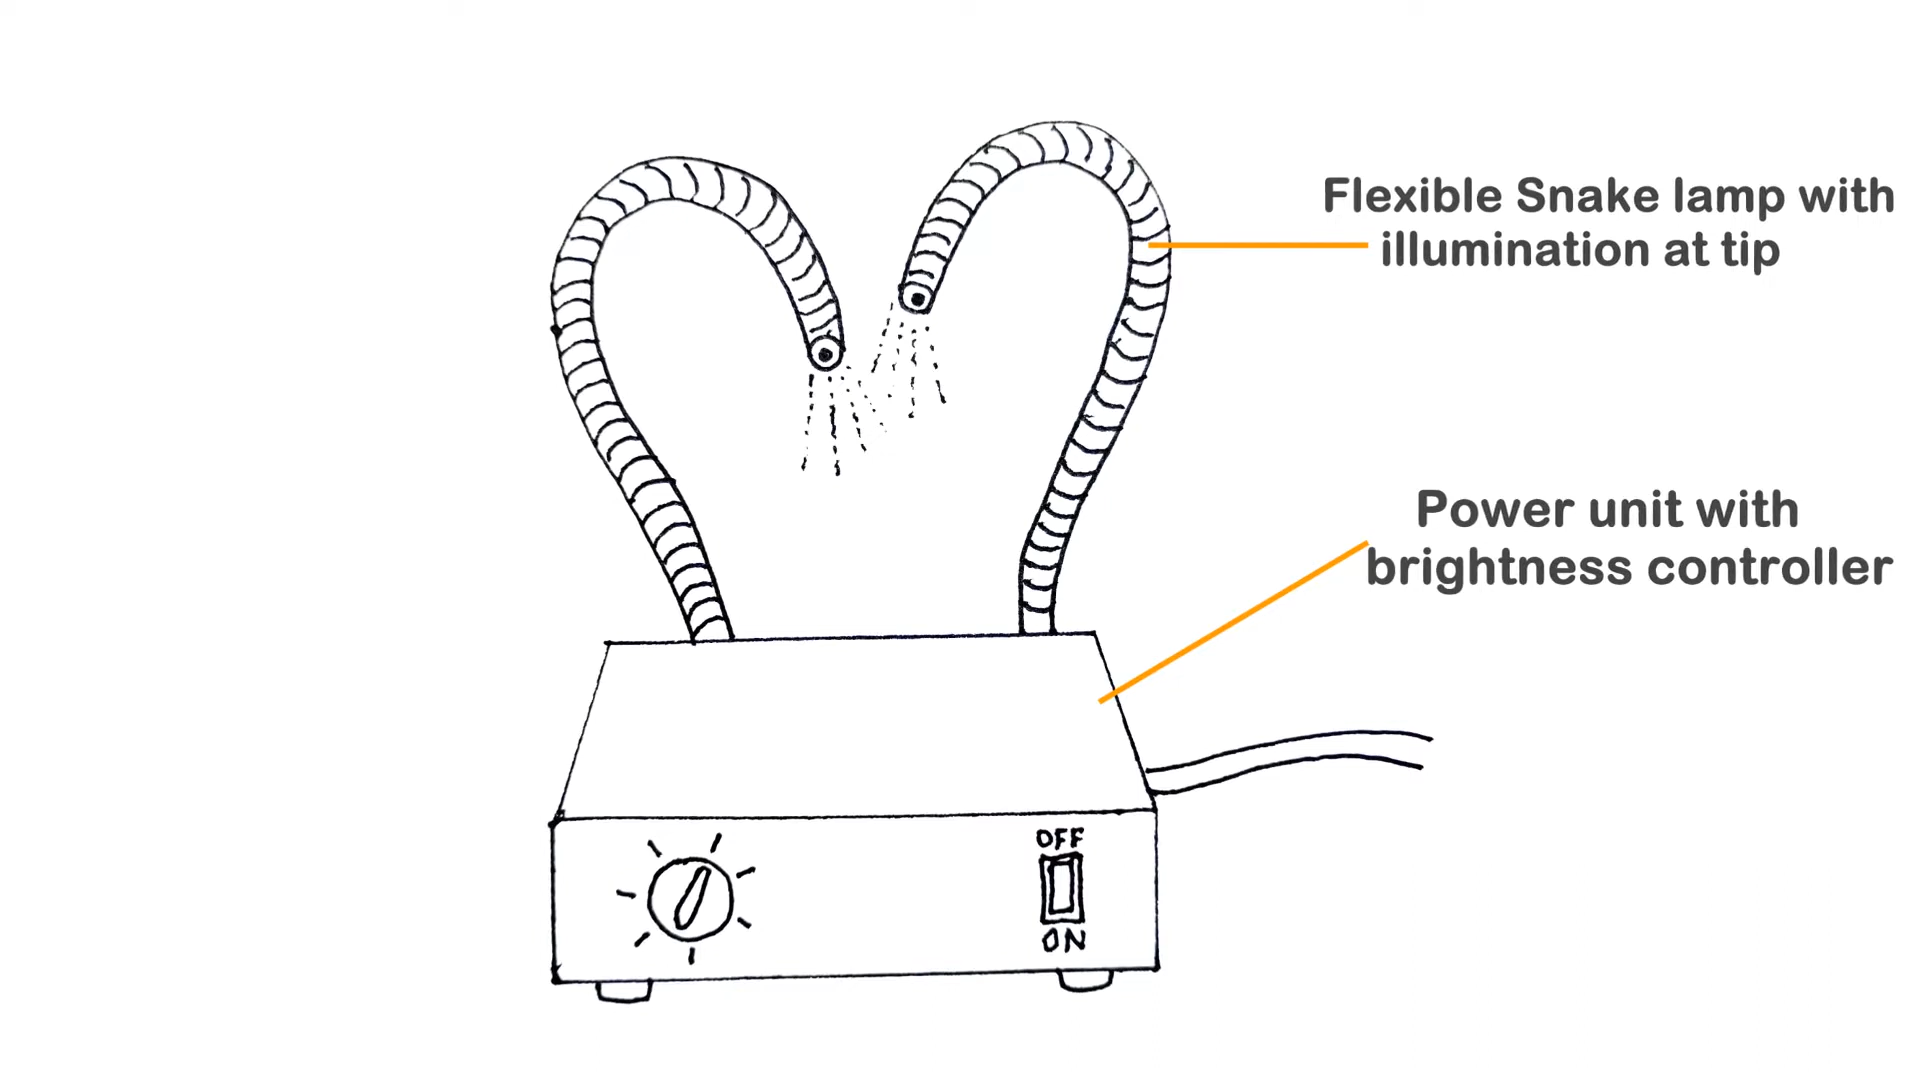 Flexible Snake lamp with
illumination at tip
Power unit with
brightness controller
OFF
ON